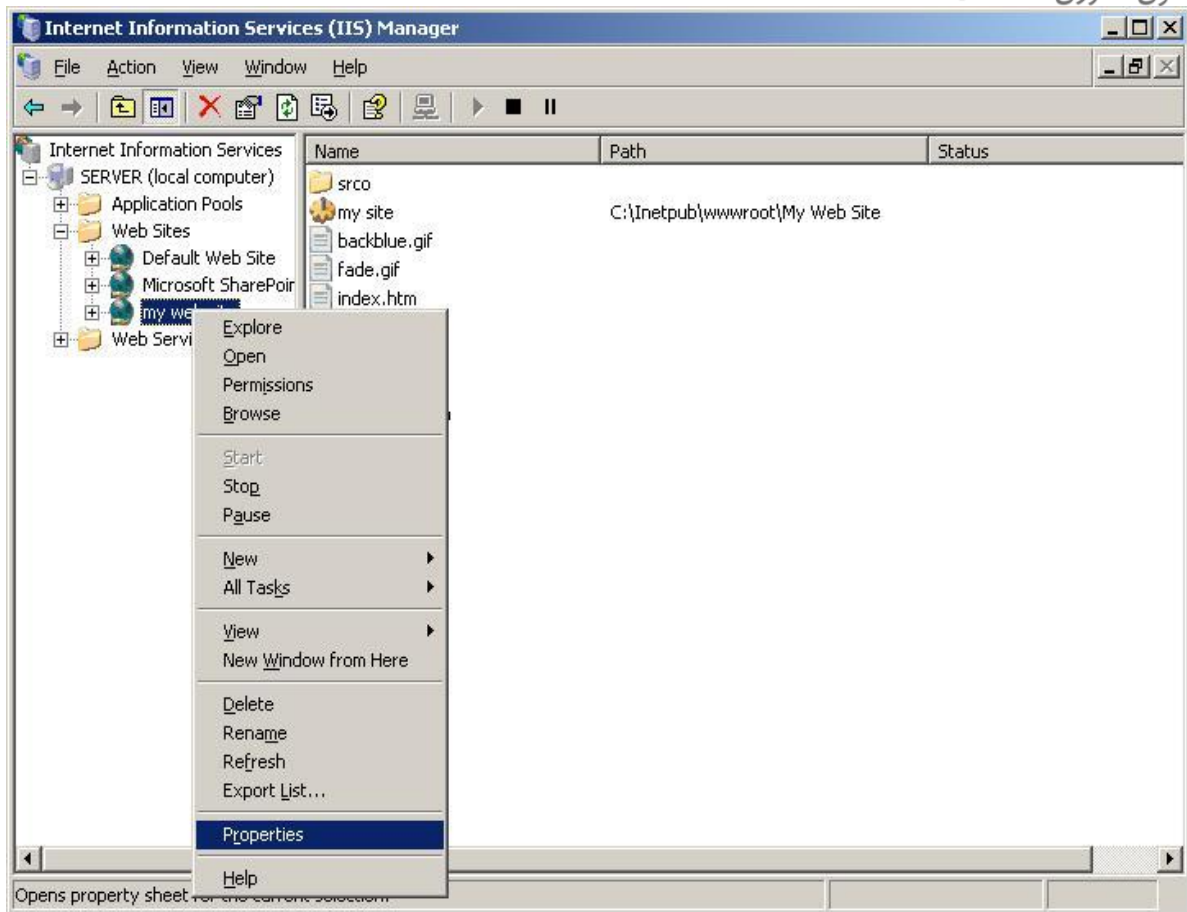 Internet Information Services (IIS) Manager
File Action View Window Help
Internet Information Services
SERVER (local computer)
Application Pools
Web Sites
Default Web Site
Microsoft SharePoir
my we
Web Servi
Name Path Status
srco
my site C:\Inetpub\wwwroot\My Web Site
backblue.gif
fade.gif
index.htm
Explore
Open
Permissions
Browse
Start
Stop
Pause
New
All Tasks
View
New Window from Here
Delete
Rename
Refresh
Export List...
Properties
Help
Opens property sheet